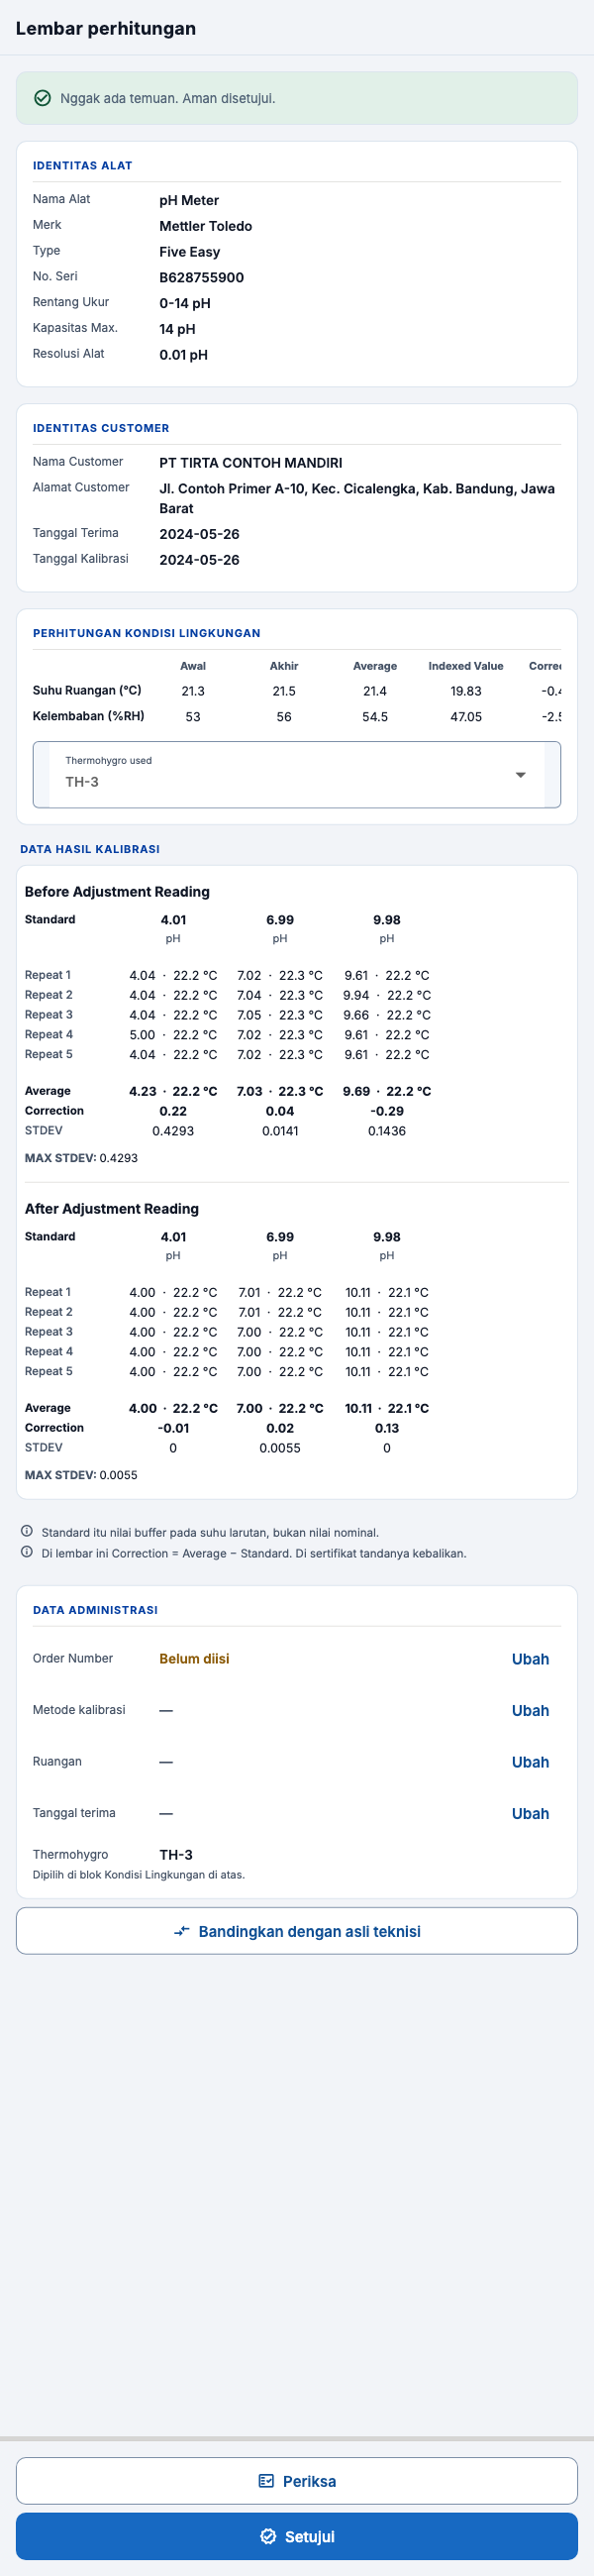 Lembar perhitungan
Nggak ada temuan. Aman disetujui.
IDENTITAS ALAT
Nama Alat pH Meter
Merk Mettler Toledo
Type Five Easy
No. Seri B628755900
Rentang Ukur 0-14 pH
Kapasitas Max. 14 pH
Resolusi Alat 0.01 pH
IDENTITAS CUSTOMER
Nama Customer PT TIRTA CONTOH MANDIRI
Alamat Customer Jl. Contoh Primer A-10, Kec. Cicalengka, Kab. Bandung, Jawa
Barat
Tanggal Terima 2024-05-26
Tanggal Kalibrasi 2024-05-26
PERHITUNGAN KONDISI LINGKUNGAN
Awal Akhir Average Indexed Value Correc
Suhu Ruangan (°C) 21.3 21.5 21.4 19.83 -0.4
Kelembaban (%RH) 53 56 54.5 47.05 -2.5
Thermohygro used
TH-3
DATA HASIL KALIBRASI
Before Adjustment Reading
Standard 4.01 6.99 9.98
pH pH pH
Repeat 1 4.04 · 22.2 °C 7.02 · 22.3 °C 9.61 · 22.2 °C
Repeat 2 4.04 · 22.2 °C 7.04 · 22.3 °C 9.94 · 22.2 °C
Repeat 3 4.04 · 22.2 °C 7.05 · 22.3 °C 9.66 · 22.2 °C
Repeat 4 5.00 · 22.2 °C 7.02 · 22.3 °C 9.61 · 22.2 °C
Repeat 5 4.04 · 22.2 °C 7.02 · 22.3 °C 9.61 · 22.2 °C
Average 4.23 · 22.2 °C 7.03 · 22.3 °C 9.69 · 22.2 °C
Correction 0.22 0.04 -0.29
STDEV 0.4293 0.0141 0.1436
MAX STDEV: 0.4293
After Adjustment Reading
Standard 4.01 6.99 9.98
pH pH pH
Repeat 1 4.00 · 22.2 °C 7.01 · 22.2 °C 10.11 · 22.1 °C
Repeat 2 4.00 · 22.2 °C 7.01 · 22.2 °C 10.11 · 22.1 °C
Repeat 3 4.00 · 22.2 °C 7.00 · 22.2 °C 10.11 · 22.1 °C
Repeat 4 4.00 · 22.2 °C 7.00 · 22.2 °C 10.11 · 22.1 °C
Repeat 5 4.00 · 22.2 °C 7.00 · 22.2 °C 10.11 · 22.1 °C
Average 4.00 · 22.2 °C 7.00 · 22.2 °C 10.11 · 22.1 °C
Correction -0.01 0.02 0.13
STDEV 0 0.0055 0
MAX STDEV: 0.0055
Standard itu nilai buffer pada suhu larutan, bukan nilai nominal.
Di lembar ini Correction = Average − Standard. Di sertifikat tandanya kebalikan.
DATA ADMINISTRASI
Order Number Belum diisi Ubah
Metode kalibrasi — Ubah
Ruangan — Ubah
Tanggal terima — Ubah
Thermohygro TH-3
Dipilih di blok Kondisi Lingkungan di atas.
Bandingkan dengan asli teknisi
Periksa
Setujui